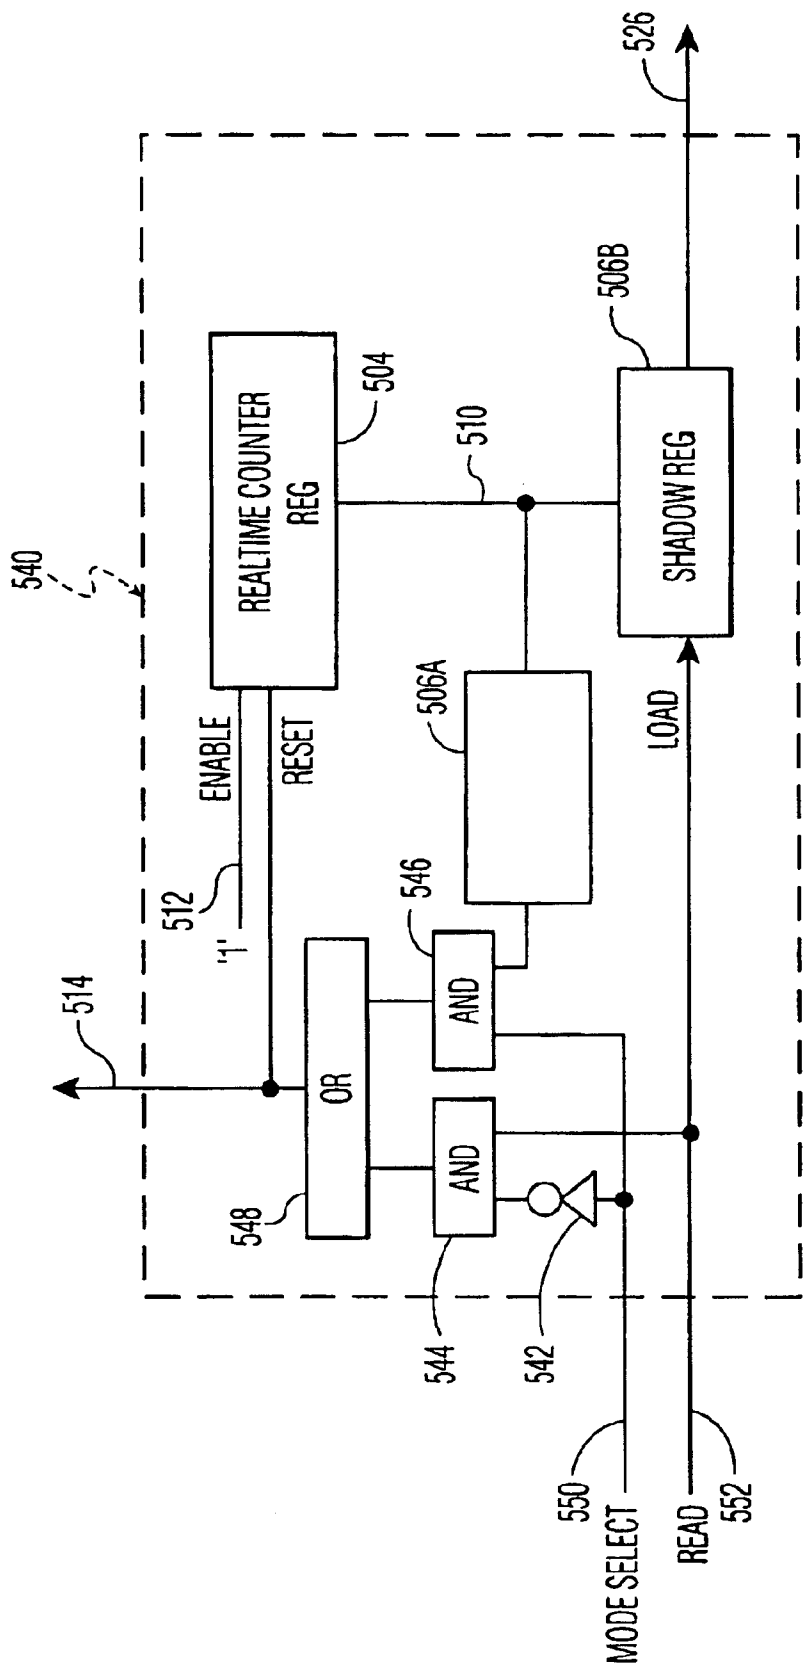 540
514
512
'1'
ENABLE
RESET
REALTIME COUNTER
REG
504
548
OR
546
AND
544
AND
542
506A
510
506B
SHADOW REG
LOAD
526
550
MODE SELECT
READ
552